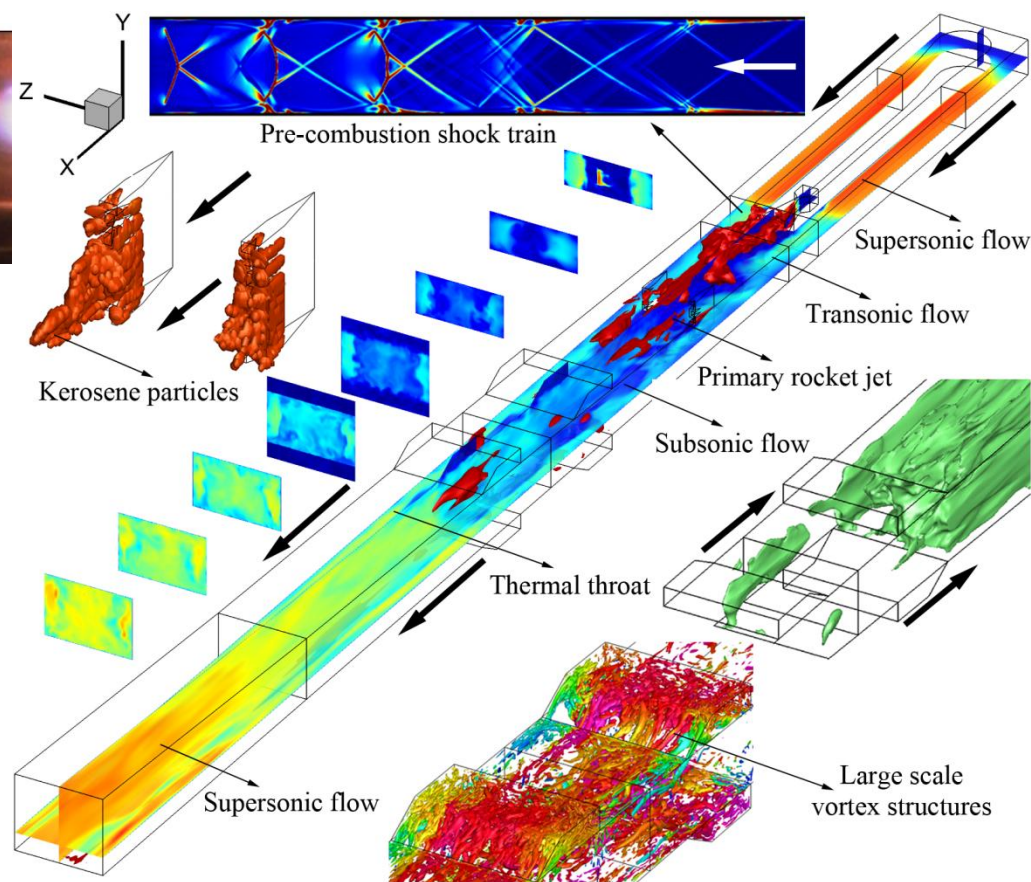 Y
Z
X
Pre-combustion shock train
Supersonic flow
Transonic flow
Kerosene particles
Primary rocket jet
Subsonic flow
Thermal throat
Supersonic flow
Large scale
vortex structures